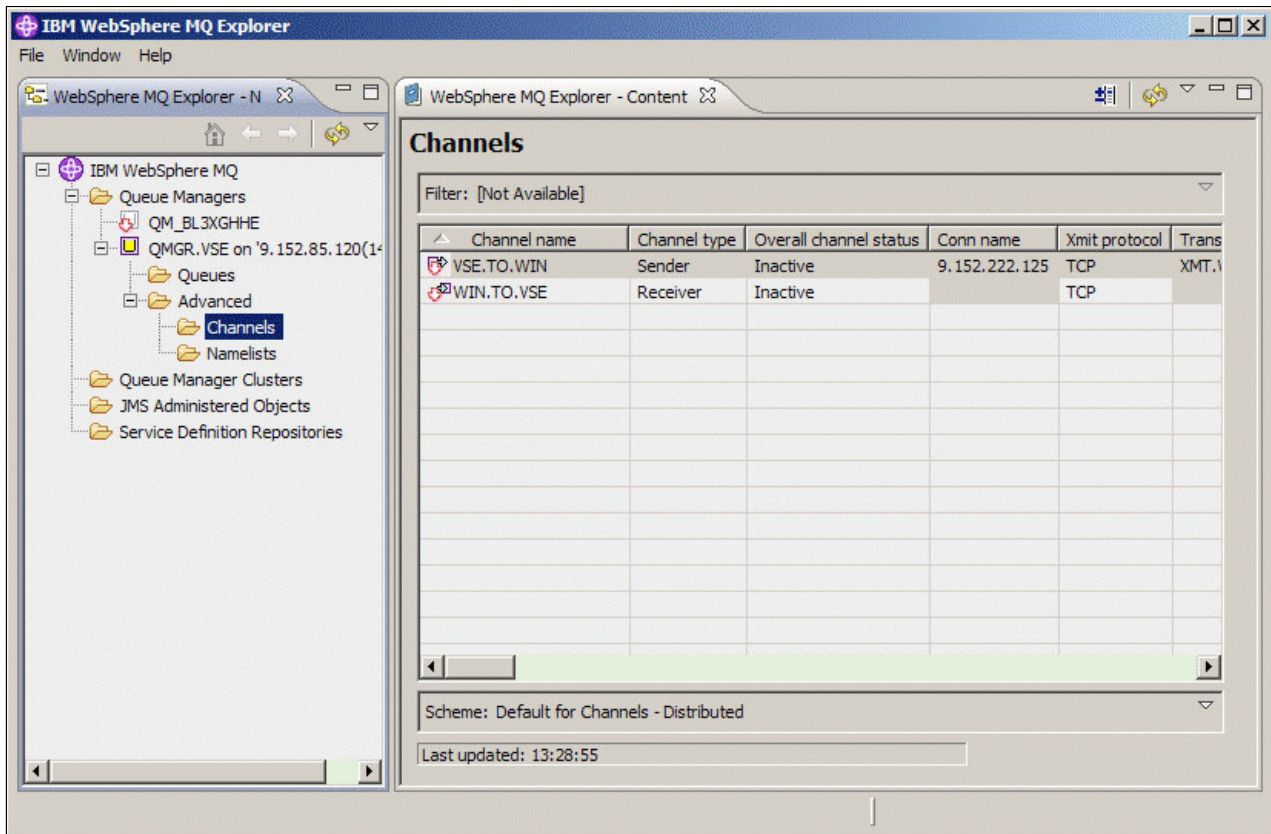 IBM WebSphere MQ Explorer
File Window Help
WebSphere MQ Explorer - N
IBM WebSphere MQ
Queue Managers
QM_BL3XGHHE
QMGR.VSE on '9.152.85.120(14
Queues
Advanced
Channels
Namelists
Queue Manager Clusters
JMS Administered Objects
Service Definition Repositories
WebSphere MQ Explorer - Content
Channels
Filter: [Not Available]
Channel name Channel type Overall channel status Conn name Xmit protocol Trans
VSE.TO.WIN Sender Inactive 9.152.222.125 TCP XMT.
WIN.TO.VSE Receiver Inactive TCP
Scheme: Default for Channels - Distributed
Last updated: 13:28:55